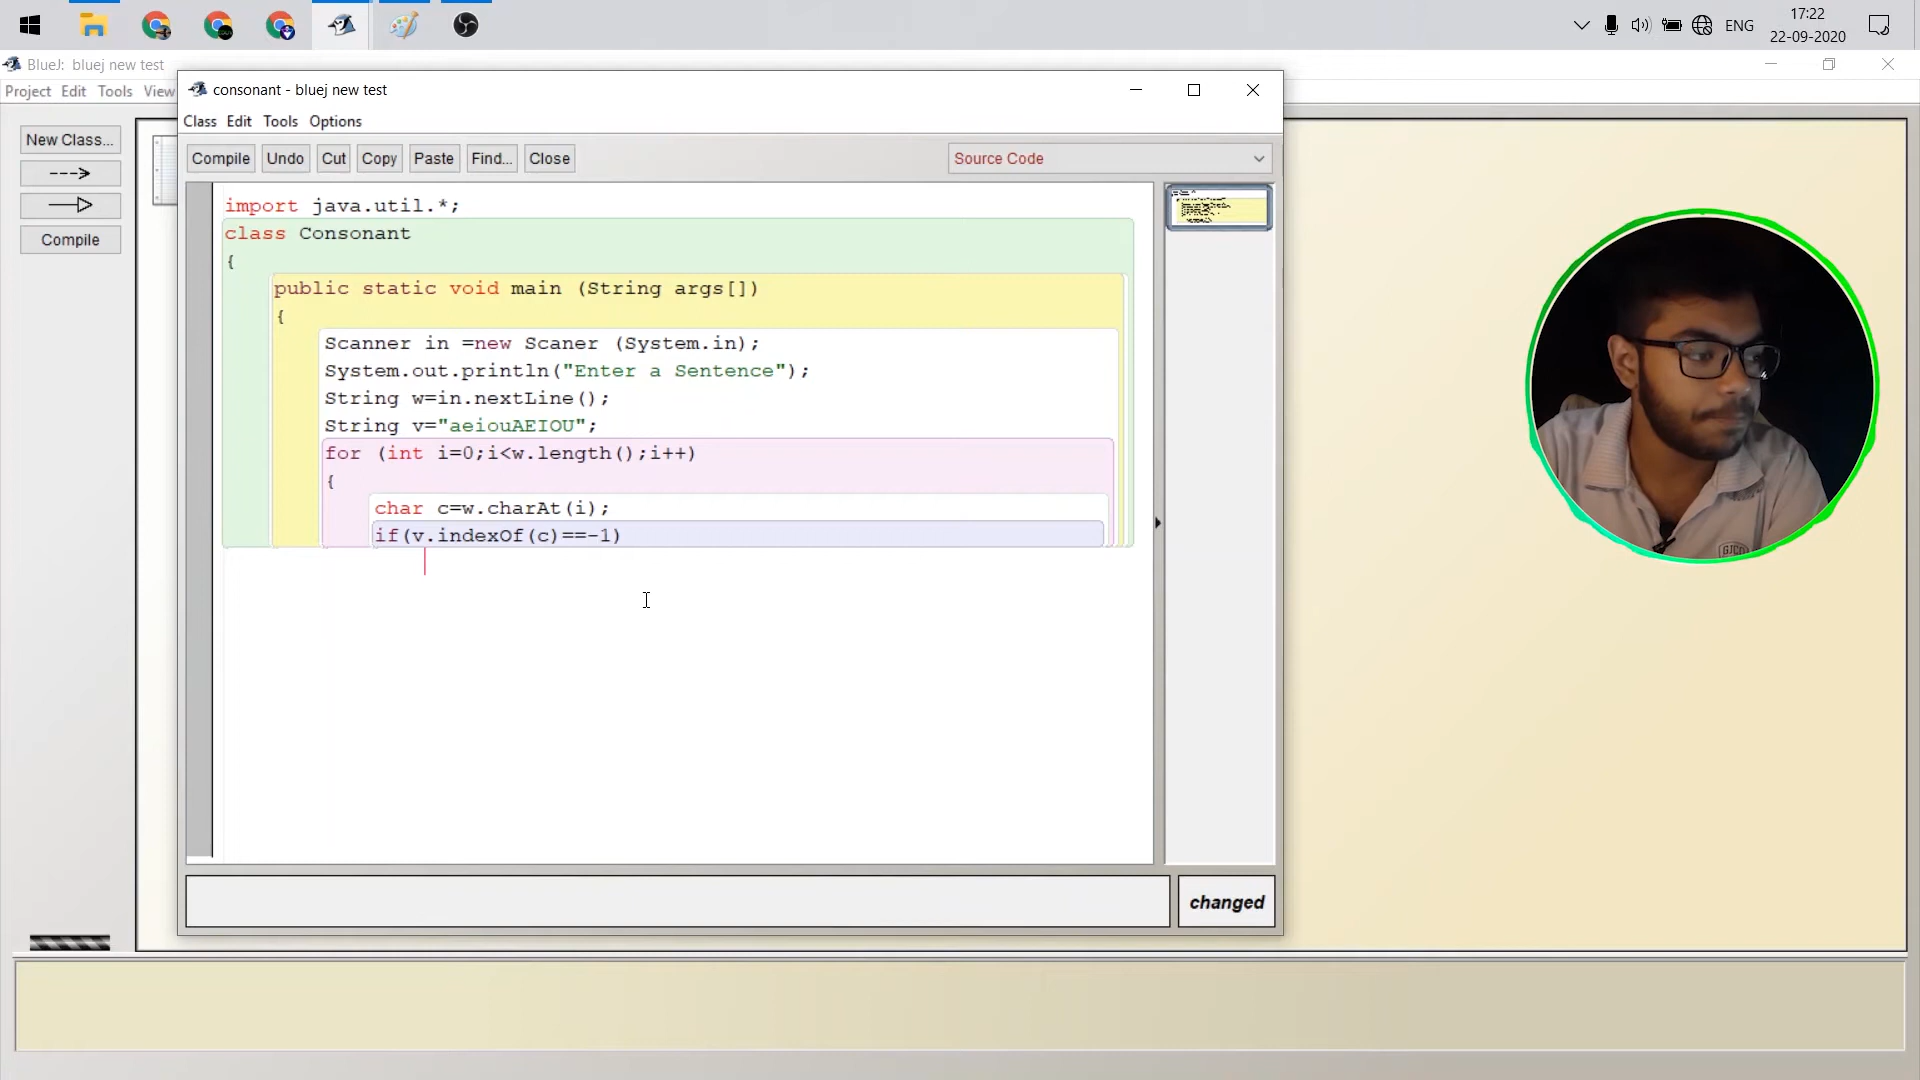 ENG
17:22
22-09-2020
BlueJ: bluej new test
Project Edit Tools View
consonant - bluej new test
Class Edit Tools Options
New Class...
Compile Undo Cut Copy Paste Find... Close
Source Code
--->
Compile
import java.util.*;
class Consonant
{
public static void main (String args[])
{
Scanner in =new Scaner (System.in);
System.out.println("Enter a Sentence");
String w=in.nextLine();
String v="aeiouAEIOU";
for (int i=0;i<w.length();i++)
{
char c=w.charAt(i);
if(v.indexOf(c)==-1)
changed